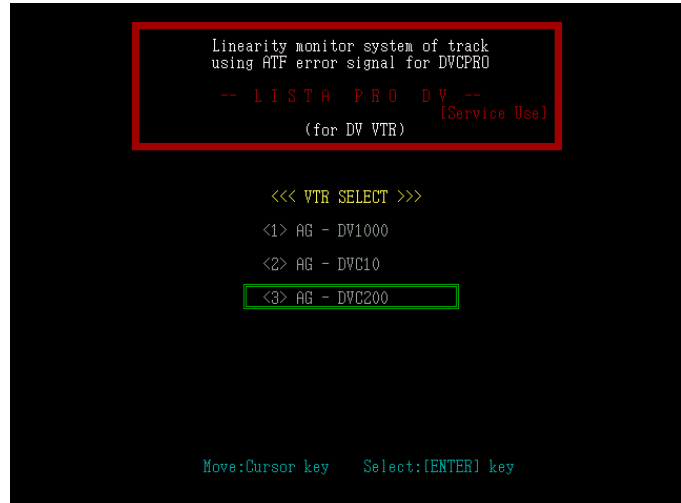 Linearity monitor system of track
using ATF error signal for DVCPRO
-- L I S T A   P R O   D V --
[Service Use]
(for DV VTR)
<<< VTR SELECT >>>
<1> AG - DV1000
<2> AG - DVC10
<3> AG - DVC200
Move:Cursor key    Select:[ENTER] key